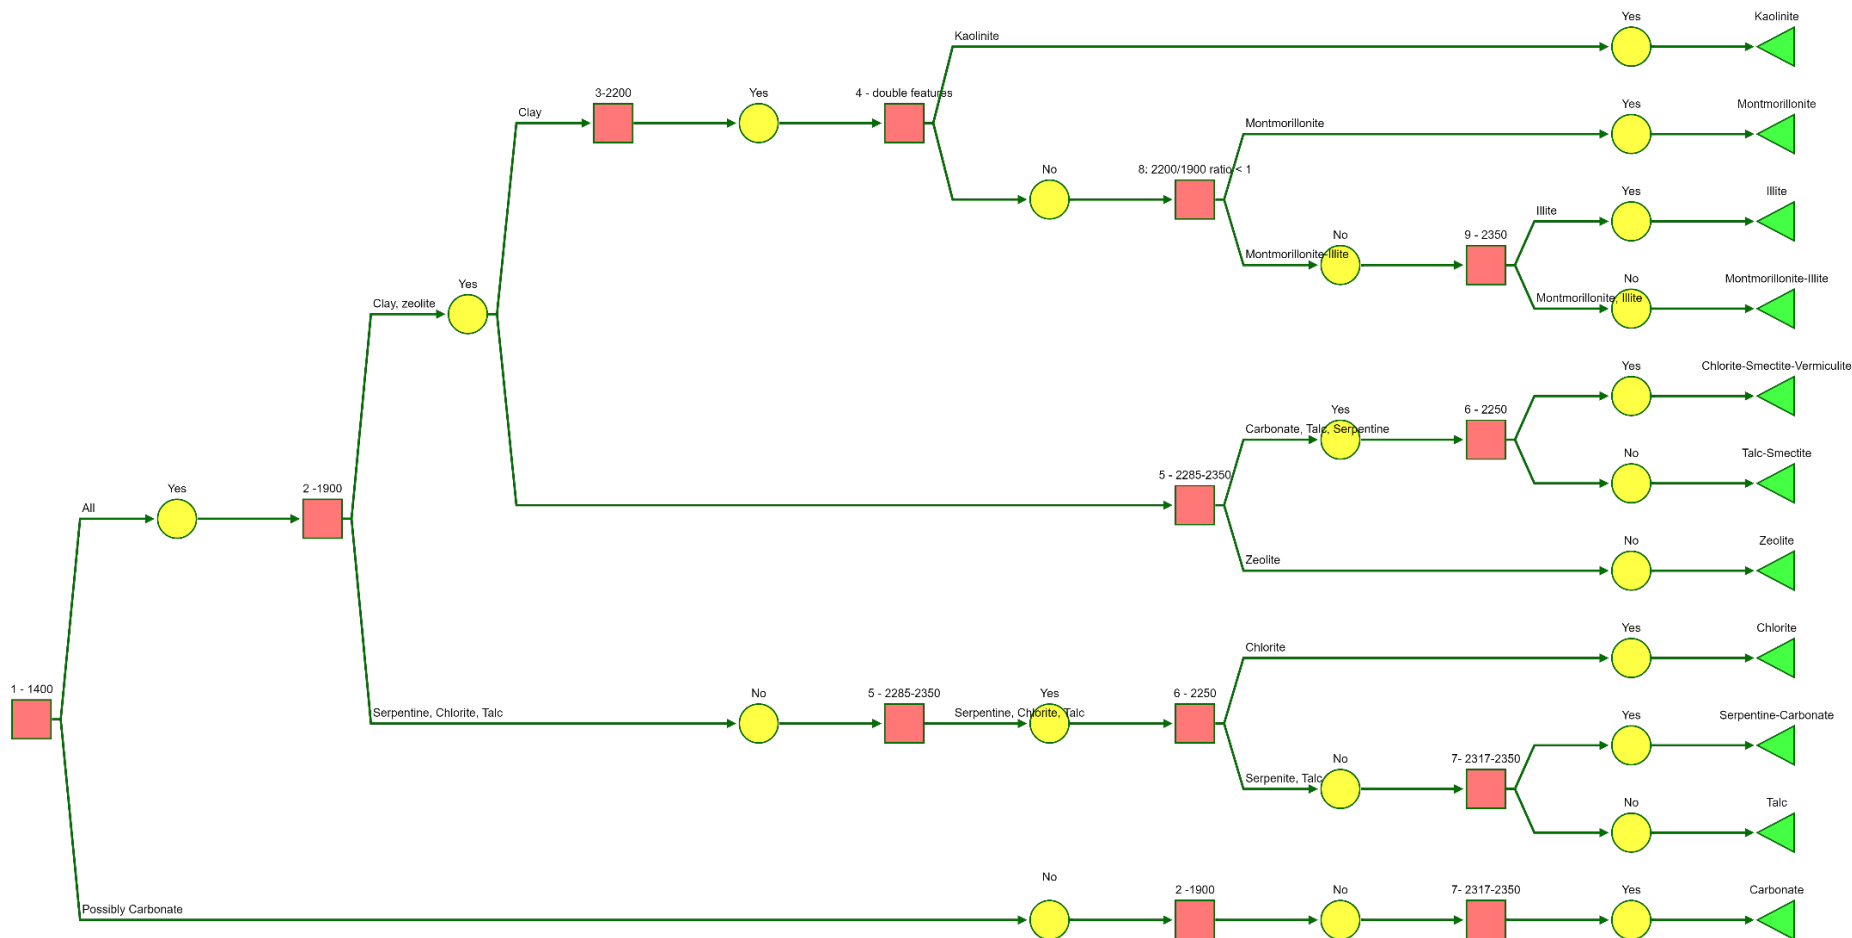 Yes
Kaolinite
Kaolinite
3-2200
Yes
4 - double features
Yes
Montmorillonite
Clay
Montmorillonite
No
8: 2200/1900 ratio < 1
Yes
Illite
Illite
No
9 - 2350
Montmorillonite-Illite
No
Montmorillonite-Illite
Montmorillonite, Illite
Yes
Clay, zeolite
Yes
Chlorite-Smectite-Vermiculite
Yes
6 - 2250
Carbonate, Talc, Serpentine
No
Talc-Smectite
5 - 2285-2350
Yes
2 -1900
All
No
Zeolite
Zeolite
Yes
Chlorite
Chlorite
1 - 1400
No
5 - 2285-2350
Yes
6 - 2250
Serpentine, Chlorite, Talc
Serpentine, Chlorite, Talc
Yes
Serpentine-Carbonate
No
7- 2317-2350
Serpenite, Talc
No
Talc
No
2 -1900
No
7- 2317-2350
Yes
Carbonate
Possibly Carbonate